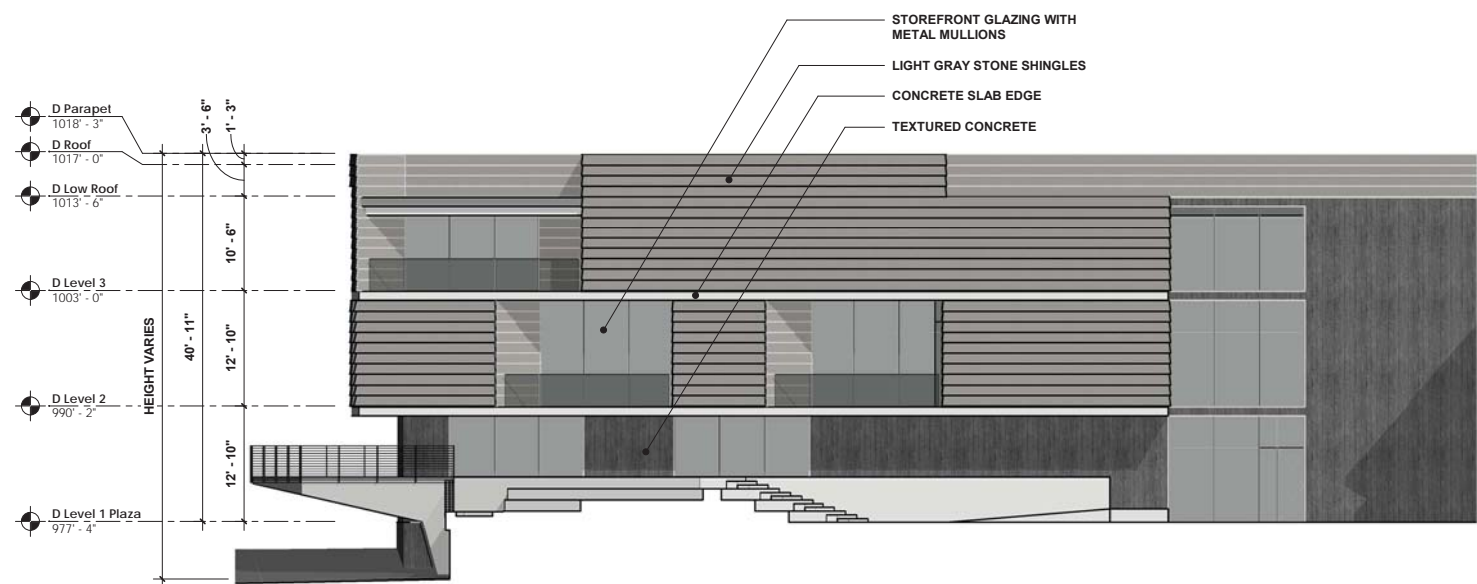 STOREFRONT GLAZING WITH
METAL MULLIONS
LIGHT GRAY STONE SHINGLES
CONCRETE SLAB EDGE
TEXTURED CONCRETE
D Parapet
1018' - 3"
D Roof
1017' - 0"
D Low Roof
1013' - 6"
D Level 3
1003' - 0"
D Level 2
990' - 2"
D Level 1 Plaza
977' - 4"
HEIGHT VARIES
40' - 11"
3' - 6"
1' - 3"
10' - 6"
12' - 10"
12' - 10"